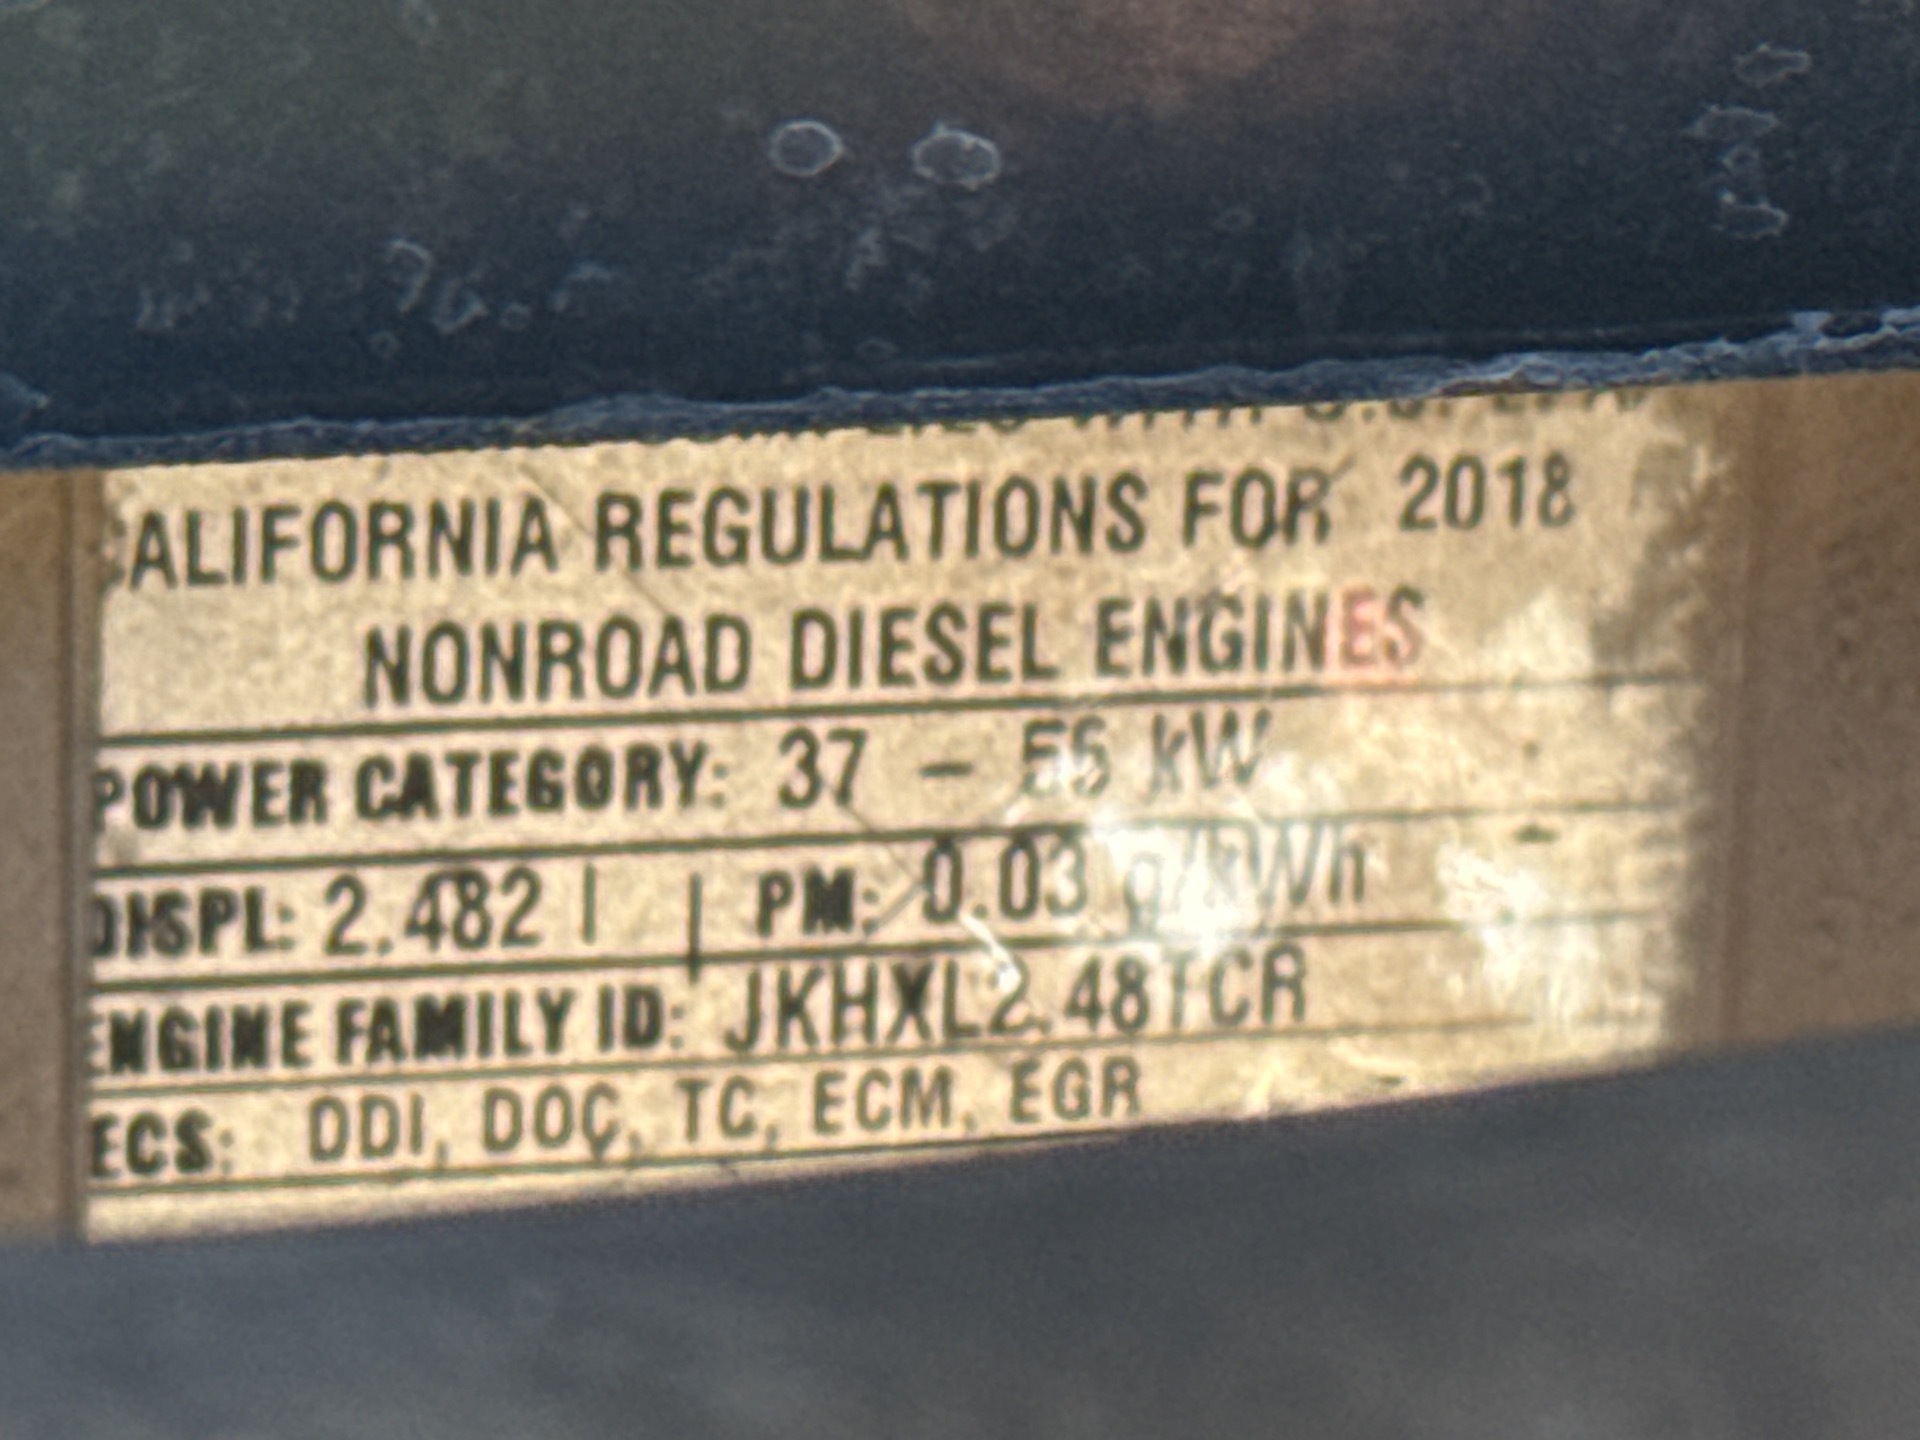 CALIFORNIA REGULATIONS FOR 2018
NONROAD DIESEL ENGINES
POWER CATEGORY: 37 – 56 kW
DISPL: 2.482 l | PM: 0.03 g/kWh
ENGINE FAMILY ID: JKHXL2.48TCR
ECS: DDI, DOC, TC, ECM, EGR